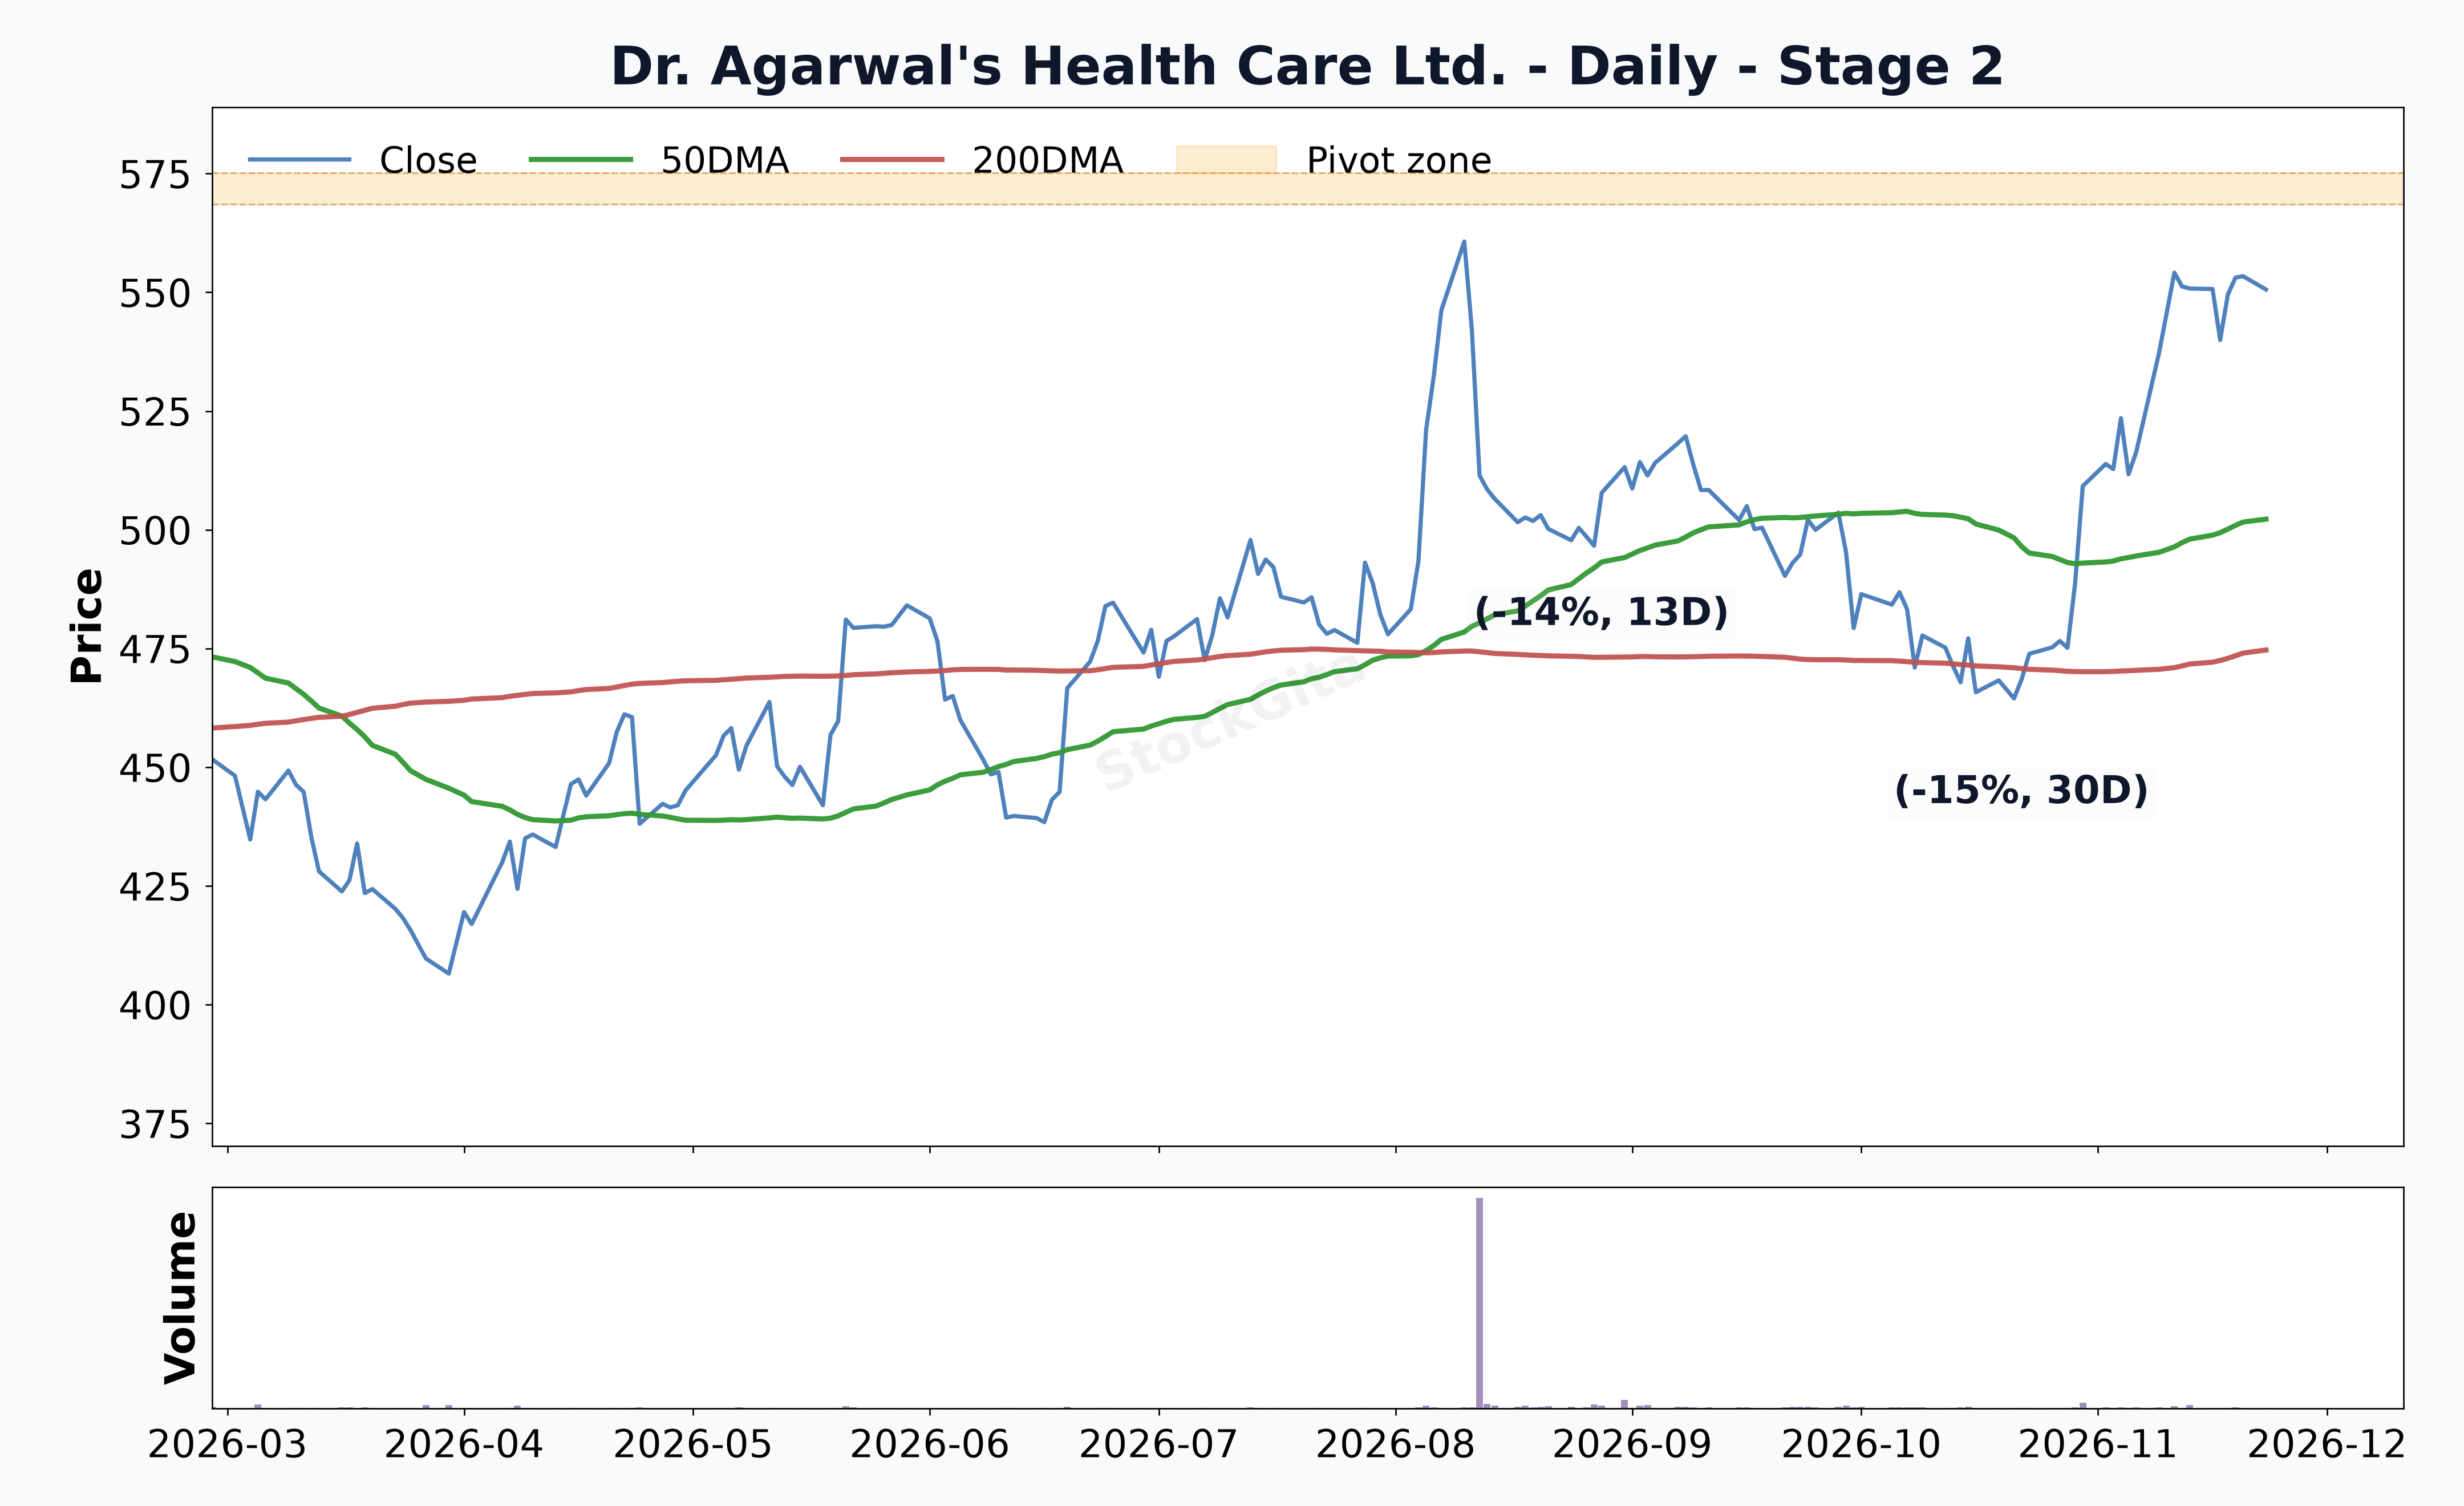 Dr. Agarwal's Health Care Ltd. - Daily - Stage 2
Close 50DMA 200DMA Pivot zone
575
550
525
500
475
450
425
400
375
Price
(-14%, 13D)
(-15%, 30D)
StockGita
Volume
2026-03 2026-04 2026-05 2026-06 2026-07 2026-08 2026-09 2026-10 2026-11 2026-12